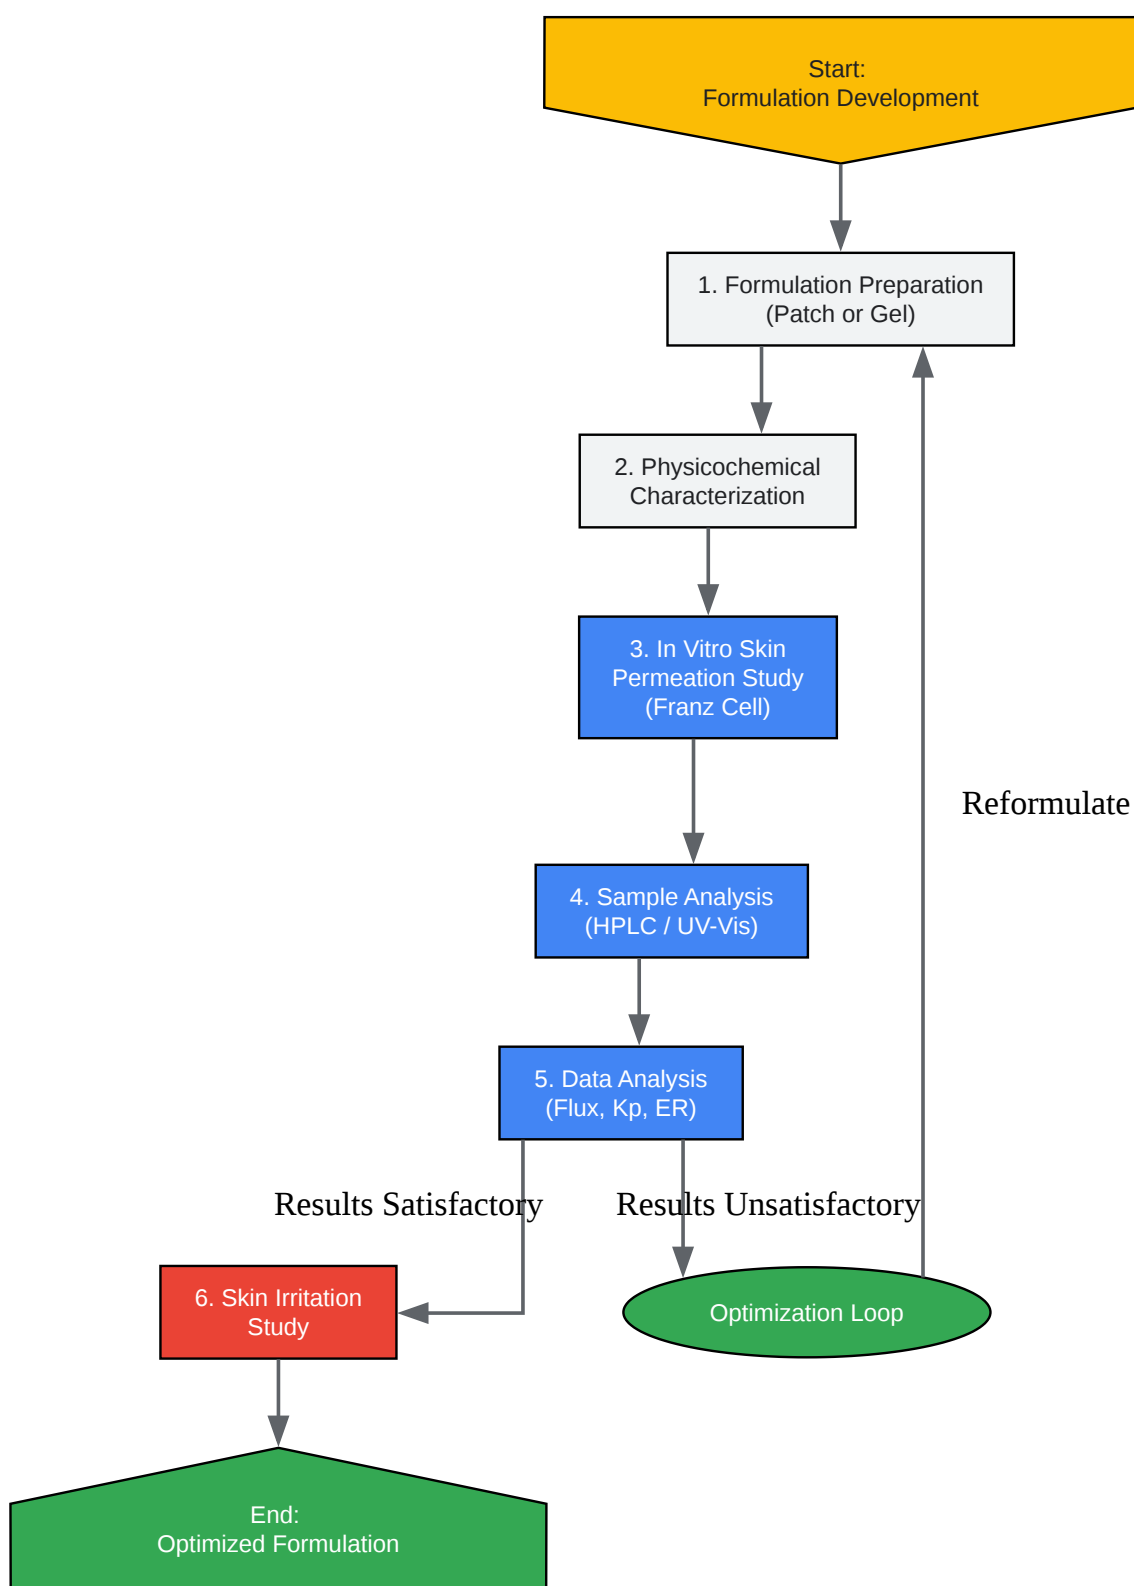 Start:
Formulation Development
1. Formulation Preparation
(Patch or Gel)
2. Physicochemical
Characterization
3. In Vitro Skin
Permeation Study
(Franz Cell)
Reformulate
4. Sample Analysis
(HPLC / UV-Vis)
5. Data Analysis
(Flux, Kp, ER)
Results Satisfactory
Results Unsatisfactory
6. Skin Irritation
Study
Optimization Loop
End:
Optimized Formulation